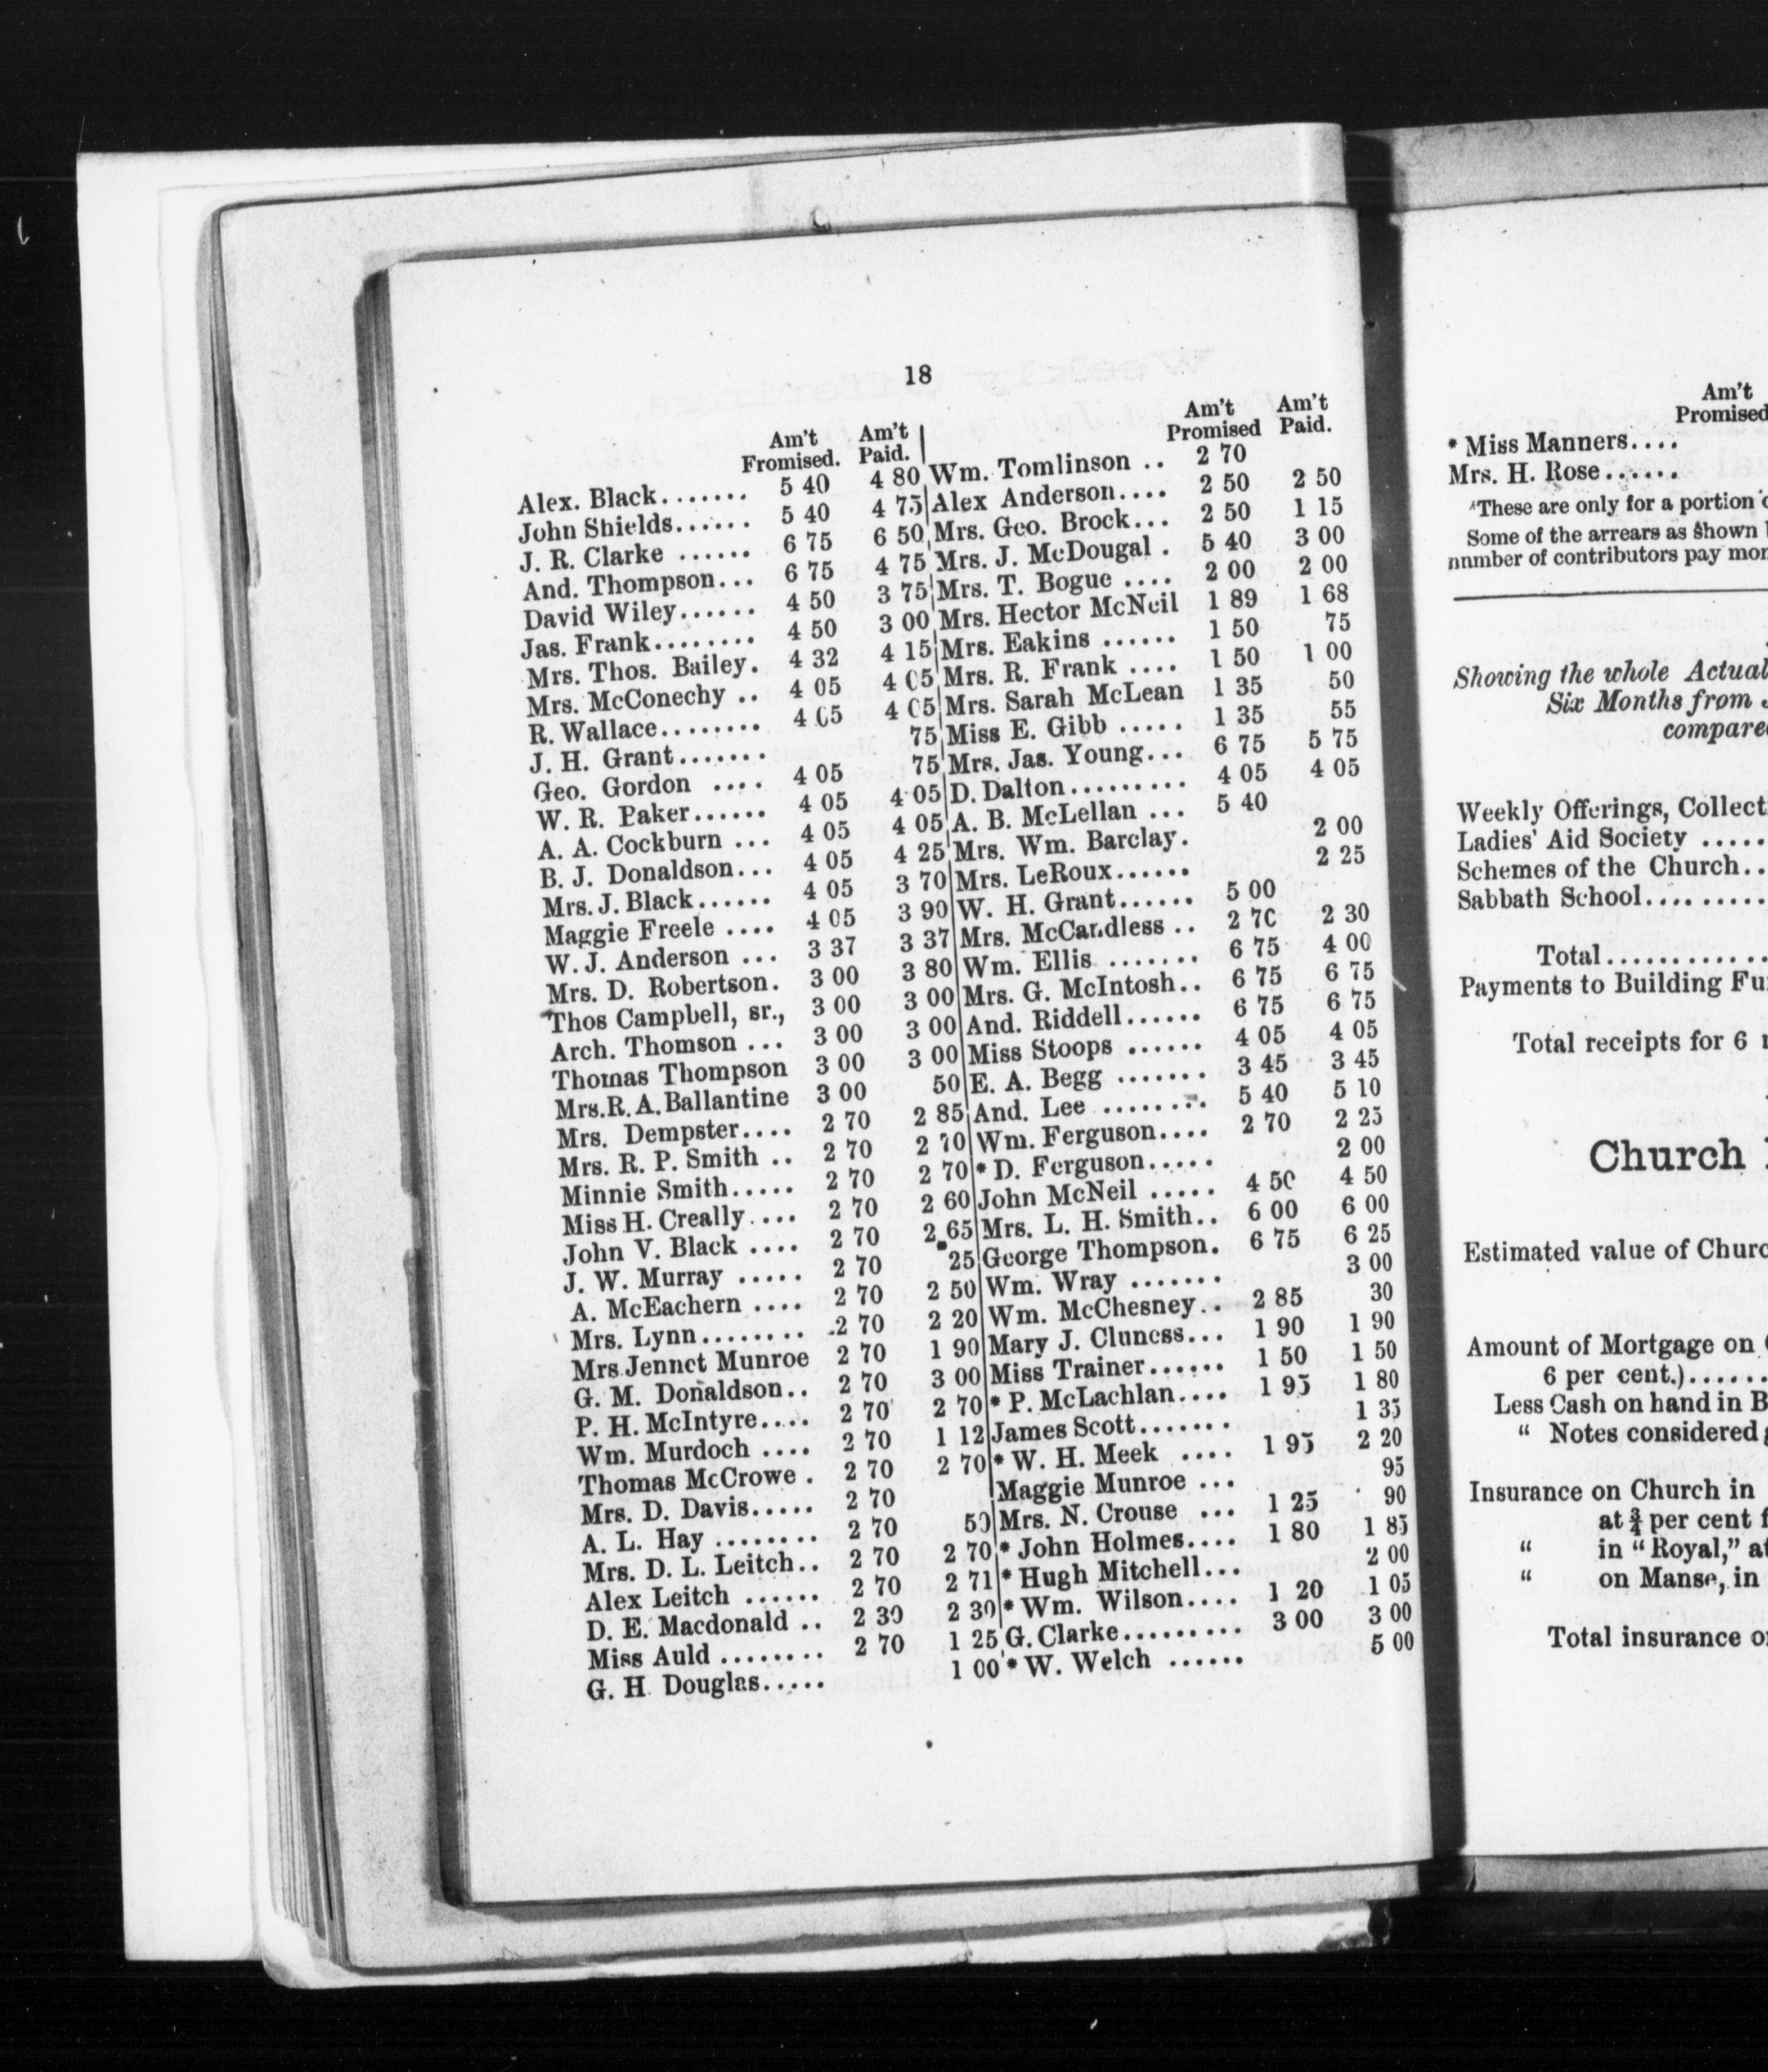 18
Am't Am't
Fromised. Paid.
Alex. Black....... 5 40 4 80
John Shields...... 5 40 4 75
J. R. Clarke ...... 6 75 6 50
And. Thompson... 6 75 4 75
David Wiley...... 4 50 3 75
Jas. Frank........ 4 50 3 00
Mrs. Thos. Bailey. 4 32 4 15
Mrs. McConechy .. 4 05 4 05
R. Wallace........ 4 05 4 05
J. H. Grant....... 75
Geo. Gordon .... 4 05 75
W. R. Paker...... 4 05 4 05
A. A. Cockburn ... 4 05 4 05
B. J. Donaldson... 4 05 4 25
Mrs. J. Black...... 4 05 3 70
Maggie Freele .... 4 05 3 90
W. J. Anderson ... 3 37 3 37
Mrs. D. Robertson. 3 00 3 80
Thos Campbell, sr., 3 00 3 00
Arch. Thomson ... 3 00 3 00
Thomas Thompson 3 00 3 00
Mrs. R. A. Ballantine 3 00 50
Mrs. Dempster.... 2 70 2 85
Mrs. R. P. Smith .. 2 70 2 70
Minnie Smith..... 2 70 2 70
Miss H. Creally.... 2 70 2 60
John V. Black .... 2 70 2 65
J. W. Murray ..... 2 70 25
A. McEachern .... 2 70 2 50
Mrs. Lynn........ 2 70 2 20
Mrs Jennet Munroe 2 70 1 90
G. M. Donaldson.. 2 70 3 00
P. H. McIntyre.... 2 70 2 70
Wm. Murdoch .... 2 70 1 12
Thomas McCrowe . 2 70 2 70
Mrs. D. Davis..... 2 70
A. L. Hay ........ 2 70 50
Mrs. D. L. Leitch.. 2 70 2 70
Alex Leitch ...... 2 70 2 71
D. E. Macdonald .. 2 30 2 30
Miss Auld ........ 2 70 1 25
G. H. Douglas..... 1 00
Am't Am't
Promised Paid.
Wm. Tomlinson .. 2 70
Alex Anderson.... 2 50 2 50
Mrs. Geo. Brock... 2 50 1 15
Mrs. J. McDougal . 5 40 3 00
Mrs. T. Bogue .... 2 00 2 00
Mrs. Hector McNeil 1 89 1 68
Mrs. Eakins ...... 1 50 75
Mrs. R. Frank .... 1 50 1 00
Mrs. Sarah McLean 1 35 50
Miss E. Gibb ..... 1 35 55
Mrs. Jas. Young... 6 75 5 75
D. Dalton......... 4 05 4 05
A. B. McLellan ... 5 40
Mrs. Wm. Barclay. 2 00
Mrs. LeRoux...... 2 25
W. H. Grant...... 5 00
Mrs. McCandless .. 2 70 2 30
Wm. Ellis ....... 6 75 4 00
Mrs. G. McIntosh.. 6 75 6 75
And. Riddell...... 6 75 6 75
Miss Stoops ...... 4 05 4 05
E. A. Begg ....... 3 45 3 45
And. Lee ........ 5 40 5 10
Wm. Ferguson.... 2 70 2 25
* D. Ferguson..... 2 00
John McNeil ..... 4 50 4 50
Mrs. L. H. Smith.. 6 00 6 00
George Thompson. 6 75 6 25
Wm. Wray ....... 3 00
Wm. McChesney.. 2 85 30
Mary J. Cluness... 1 90 1 90
Miss Trainer...... 1 50 1 50
* P. McLachlan.... 1 95 1 80
James Scott....... 1 35
* W. H. Meek .... 1 95 2 20
Maggie Munroe ... 95
Mrs. N. Crouse ... 1 25 90
* John Holmes.... 1 80 1 85
* Hugh Mitchell... 2 00
* Wm. Wilson.... 1 20 1 05
G. Clarke......... 3 00 3 00
* W. Welch ...... 5 00
Am't
Promised
* Miss Manners....
Mrs. H. Rose......
*These are only for a portion
Some of the arrears as shown
number of contributors pay
Showing the whole Actual
Six Months from
compared
Weekly Offerings,
Ladies' Aid Society .....
Schemes of the Church..
Sabbath School.........
Total............
Payments to Building
Total receipts for 6
Church
Estimated value of
Amount of Mortgage on
6 per cent.)......
Less Cash on hand in
" Notes considered
Insurance on Church in
at ¾ per cent
" in "Royal," at
" on Manse, in
Total insurance